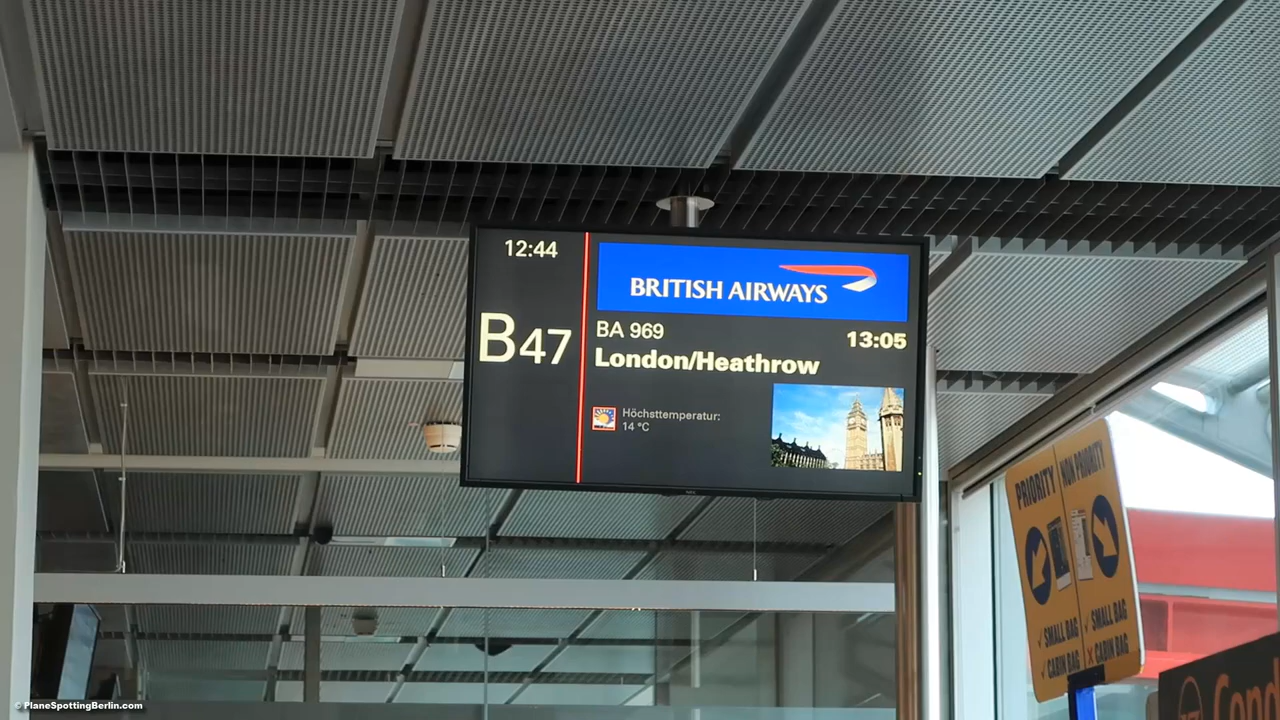 12:44
BRITISH AIRWAYS
B47
BA 969
13:05
London/Heathrow
Höchsttemperatur:
14 °C
PRIORITY
NON PRIORITY
✓ SMALL BAG
✓ CABIN BAG
✓ SMALL BAG
✗ CABIN BAG
© PlaneSpottingBerlin.com